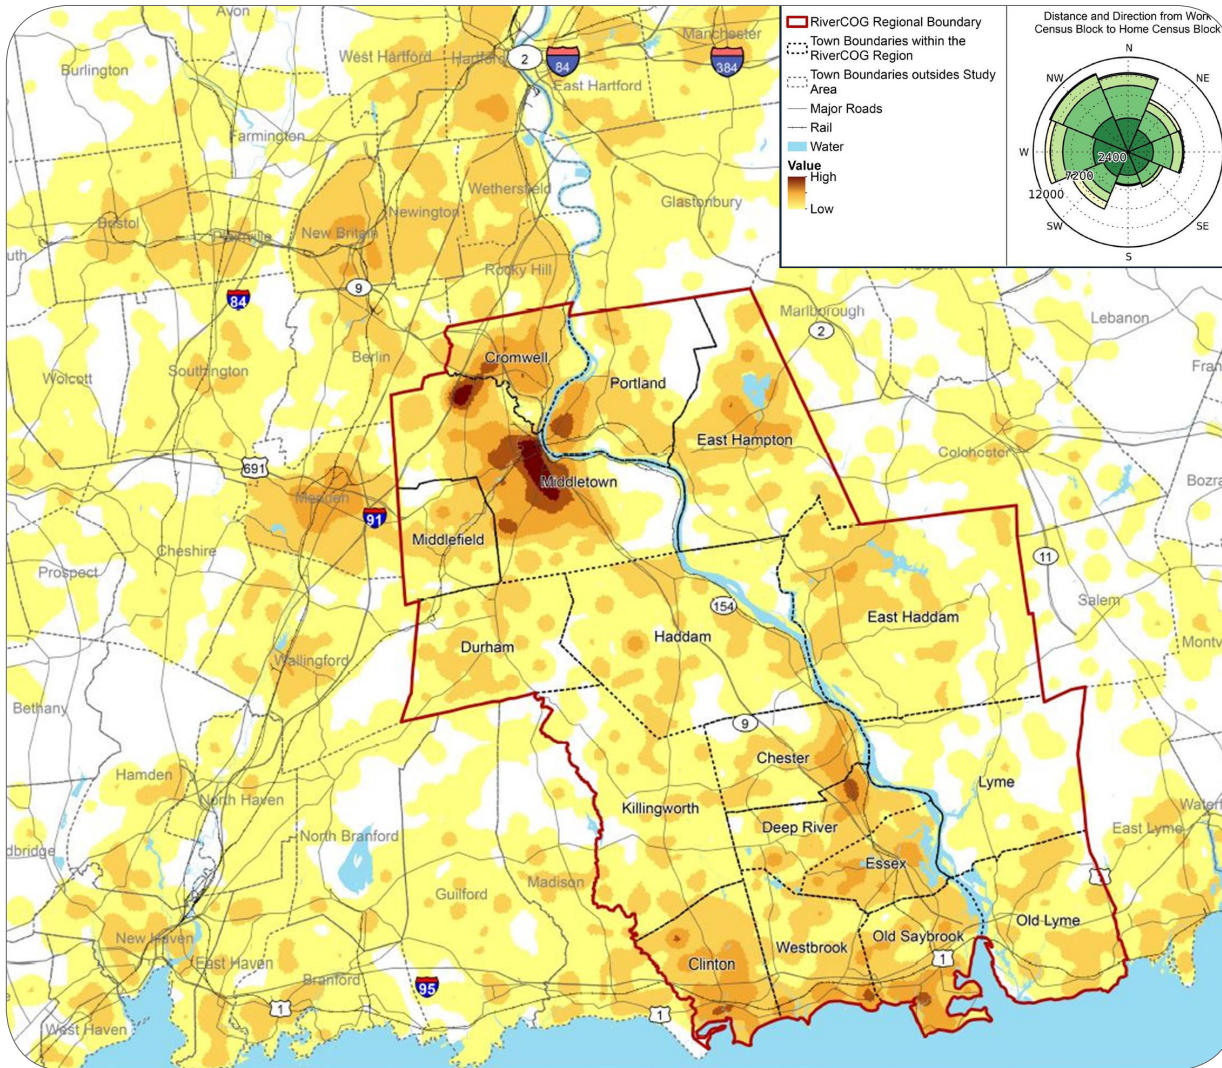 RiverCOG Regional Boundary
Town Boundaries within the
RiverCOG Region
Town Boundaries outsides Study
Area
Major Roads
Rail
Water
Value
High
Low
Distance and Direction from Work
Census Block to Home Census Block
N
NW
NE
W
2400
7200
12000
SW
SE
S
Avon
Manchester
West Hartford
Hartford
2
84
384
Burlington
East Hartford
Farmington
Wethersfield
Glastonbury
Newington
Bristol
Plainville
New Britain
Rocky Hill
9
84
Marlborough
2
Lebanon
Berlin
Cromwell
Southington
Wolcott
Portland
East Hampton
Colchester
691
Meriden
Middletown
91
Middlefield
Cheshire
Prospect
11
Salem
154
East Haddam
Haddam
Durham
Wallingford
Bethany
9
Chester
Lyme
Hamden
North Haven
Killingworth
Deep River
East Lyme
North Branford
Essex
Madison
Guilford
Old Lyme
New Haven
Old Saybrook
Westbrook
East Haven
Clinton
1
Branford
95
1
1
West Haven